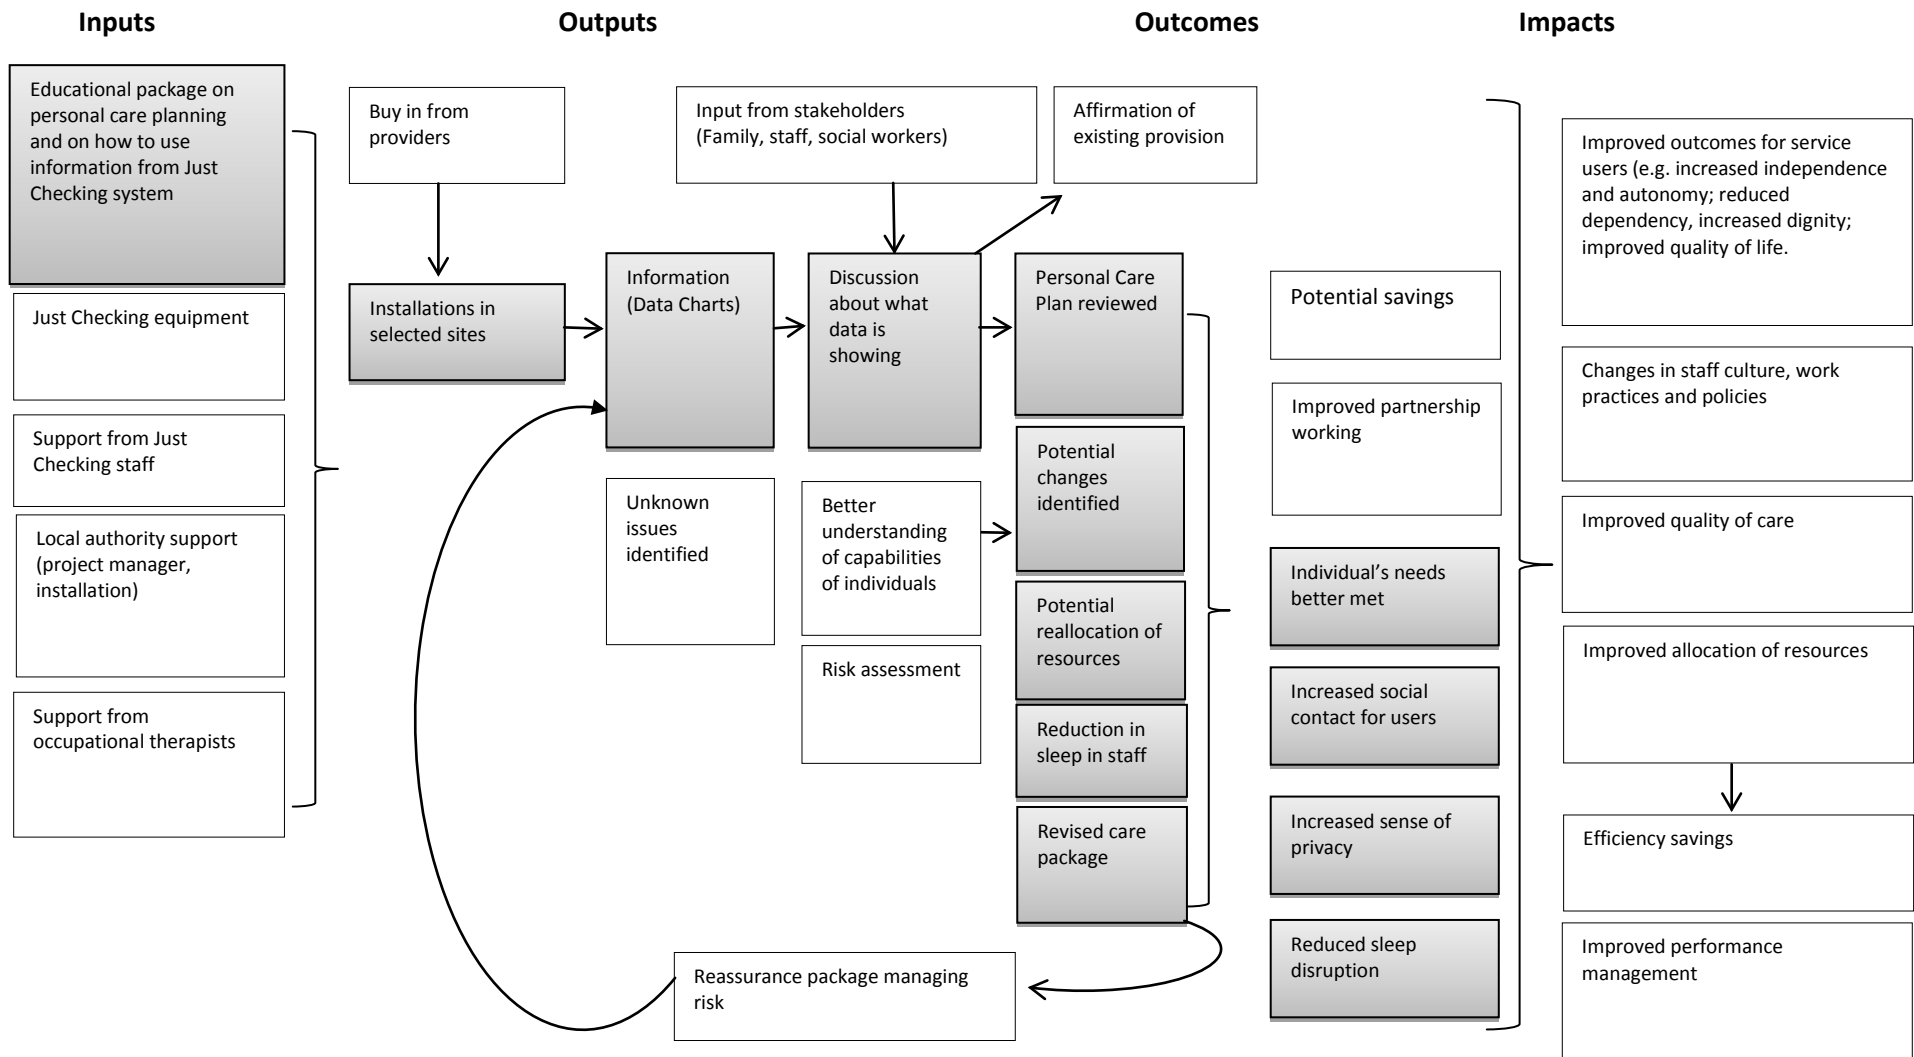 Inputs
Outputs
Outcomes
Impacts
Educational package on
personal care planning
and on how to use
information from Just
Checking system
Just Checking equipment
Support from Just
Checking staff
Local authority support
(project manager,
installation)
Support from
occupational therapists
Buy in from
providers
Installations in
selected sites
Input from stakeholders
(Family, staff, social workers)
Affirmation of
existing provision
Information
(Data Charts)
Discussion
about what
data is
showing
Personal Care
Plan reviewed
Unknown
issues
identified
Better
understanding
of capabilities
of individuals
Risk assessment
Potential
changes
identified
Potential
reallocation of
resources
Reduction in
sleep in staff
Revised care
package
Reassurance package managing
risk
Potential savings
Improved partnership
working
Individual’s needs
better met
Increased social
contact for users
Increased sense of
privacy
Reduced sleep
disruption
Improved outcomes for service
users (e.g. increased independence
and autonomy; reduced
dependency, increased dignity;
improved quality of life.
Changes in staff culture, work
practices and policies
Improved quality of care
Improved allocation of resources
Efficiency savings
Improved performance
management